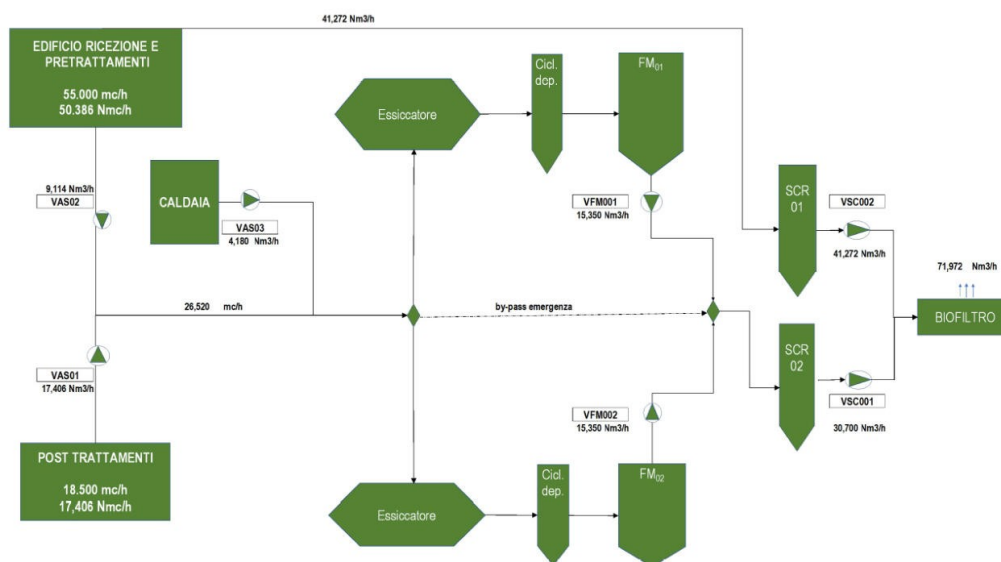 41,272 Nm3/h
EDIFICIO RICEZIONE E
PRETRATTAMENTI
55.000 mc/h
50.386 Nmc/h
Cicl.
dep.
FM01
Essiccatore
9,114 Nm3/h
VAS02
CALDAIA
VAS03
4,180 Nm3/h
VFM001
15,350 Nm3/h
SCR
01
VSC002
41,272 Nm3/h
71,972 Nm3/h
BIOFILTRO
26,520 mc/h
by-pass emergenza
VAS01
17,406 Nm3/h
SCR
02
VSC001
30,700 Nm3/h
VFM002
15,350 Nm3/h
POST TRATTAMENTI
18.500 mc/h
17,406 Nmc/h
Essiccatore
Cicl.
dep.
FM02